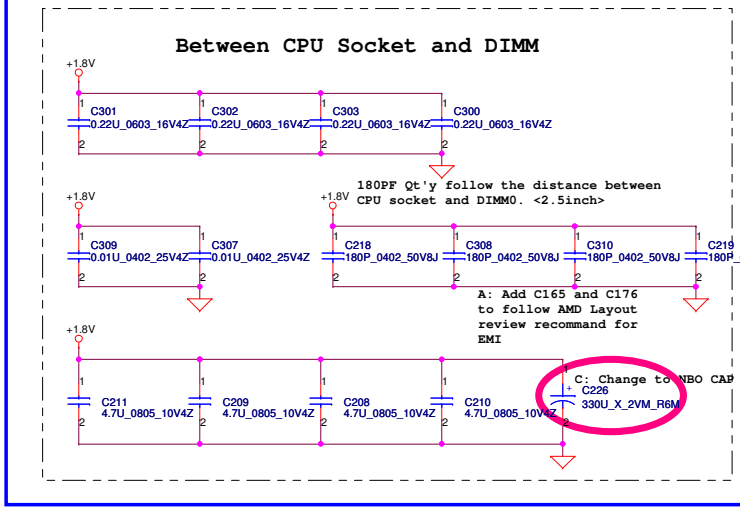 Between CPU Socket and DIMM
+1.8V
1 1 1 1
C301 C302 C303 C300
0.22U_0603_16V4Z 0.22U_0603_16V4Z 0.22U_0603_16V4Z 0.22U_0603_16V4Z
2 2 2 2
180PF Qt'y follow the distance between
CPU socket and DIMM0. <2.5inch>
+1.8V +1.8V
1 1 1 1 1 1
C309 C307 C218 C308 C310 C219
0.01U_0402_25V4Z 0.01U_0402_25V4Z 180P_0402_50V8J 180P_0402_50V8J 180P_0402_50V8J 180P_
2 2 2 2 2 2
A: Add C165 and C176
to follow AMD Layout
review recommand for
EMI
+1.8V
1 1 1 1 1
C: Change to NBO CAP
+ C226
330U_X_2VM_R6M
C211 C209 C208 C210
4.7U_0805_10V4Z 4.7U_0805_10V4Z 4.7U_0805_10V4Z 4.7U_0805_10V4Z
2 2 2 2 2